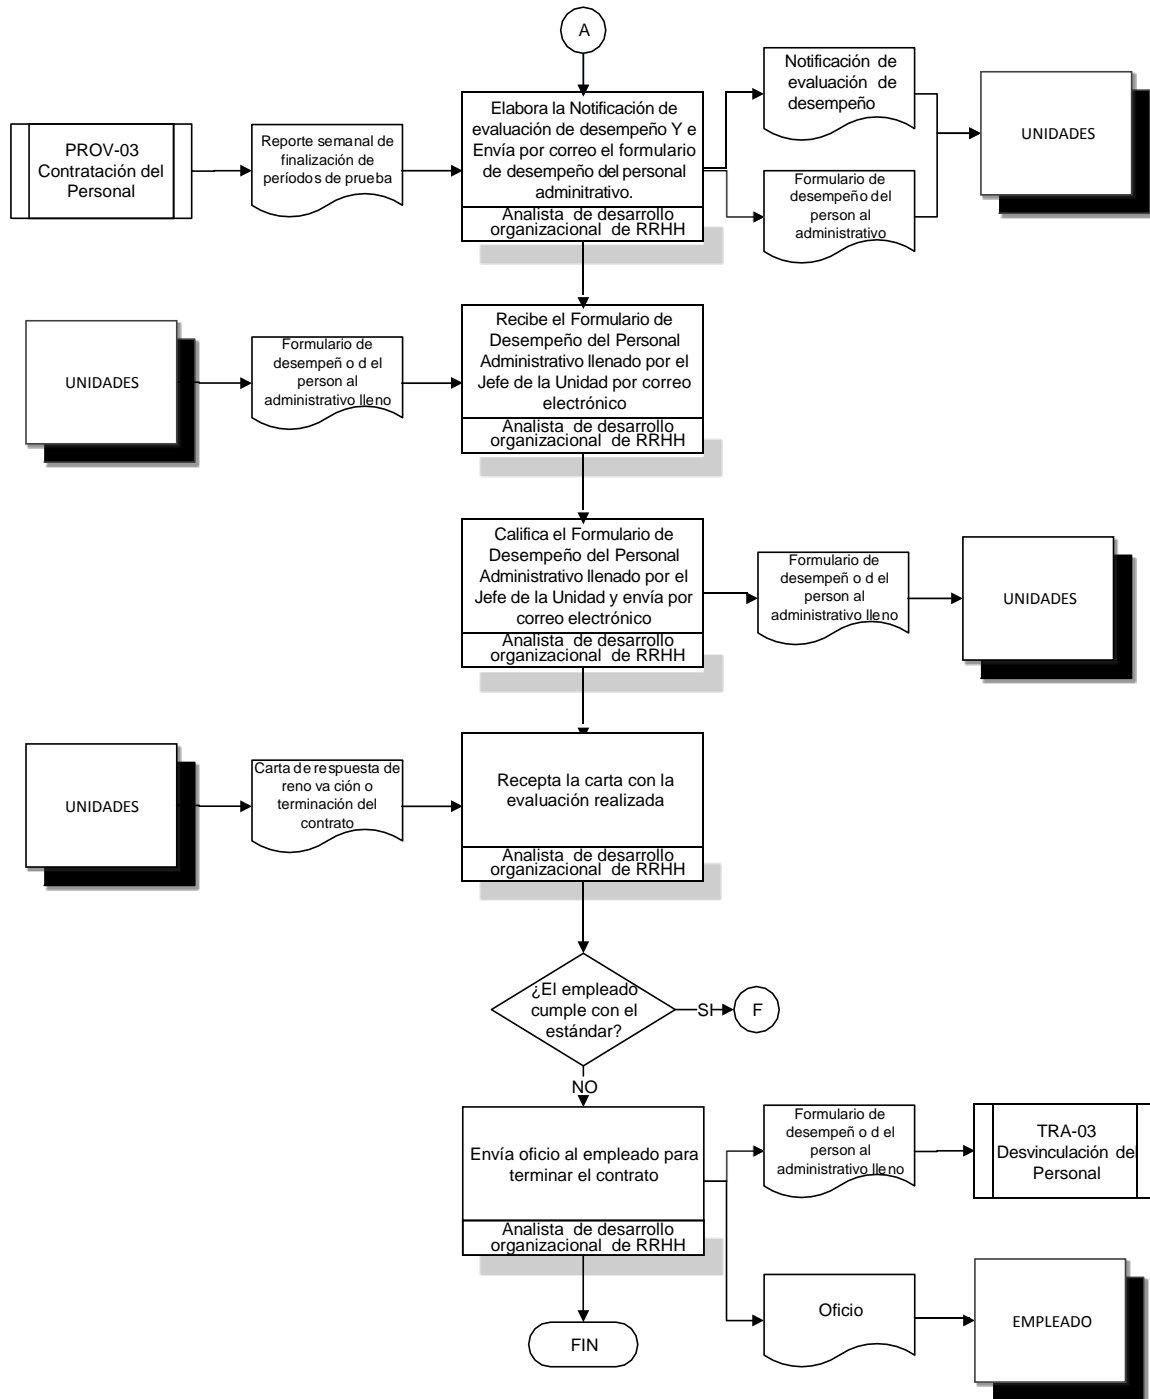 A
PROV-03
Contratación del
Personal
Reporte semanal de
finalización de
períodos de prueba
Elabora la Notificación de
evaluación de desempeño Y e
Envía por correo el formulario
de desempeño del personal
adminitrativo.
Analista de desarrollo
organizacional de RRHH
Notificación de
evaluación de
desempeño
Formulario de
desempeño del
person al
administrativo
UNIDADES
UNIDADES
Formulario de
desempeñ o d el
person al
administrativo lleno
Recibe el Formulario de
Desempeño del Personal
Administrativo llenado por el
Jefe de la Unidad por correo
electrónico
Analista de desarrollo
organizacional de RRHH
Califica el Formulario de
Desempeño del Personal
Administrativo llenado por el
Jefe de la Unidad y envía por
correo electrónico
Analista de desarrollo
organizacional de RRHH
Formulario de
desempeñ o d el
person al
administrativo lleno
UNIDADES
UNIDADES
Carta de respuesta de
reno va ción o
terminación del
contrato
Recepta la carta con la
evaluación realizada
Analista de desarrollo
organizacional de RRHH
¿El empleado
cumple con el
estándar?
SI
F
NO
Envía oficio al empleado para
terminar el contrato
Analista de desarrollo
organizacional de RRHH
Formulario de
desempeñ o d el
person al
administrativo lleno
TRA-03
Desvinculación del
Personal
Oficio
EMPLEADO
FIN